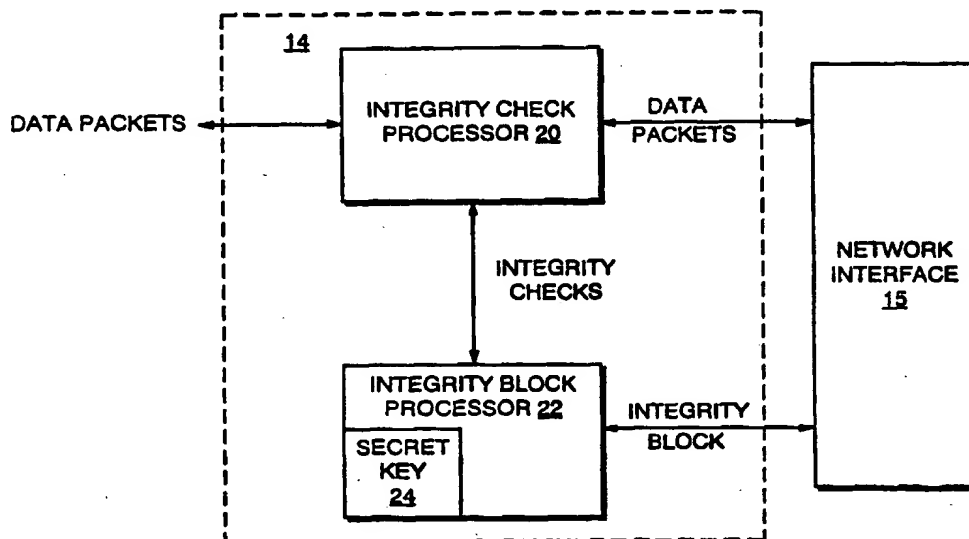 14
DATA PACKETS
INTEGRITY CHECK
PROCESSOR 20
DATA
PACKETS
INTEGRITY
CHECKS
NETWORK
INTERFACE
15
INTEGRITY BLOCK
PROCESSOR 22
SECRET
KEY
24
INTEGRITY
BLOCK